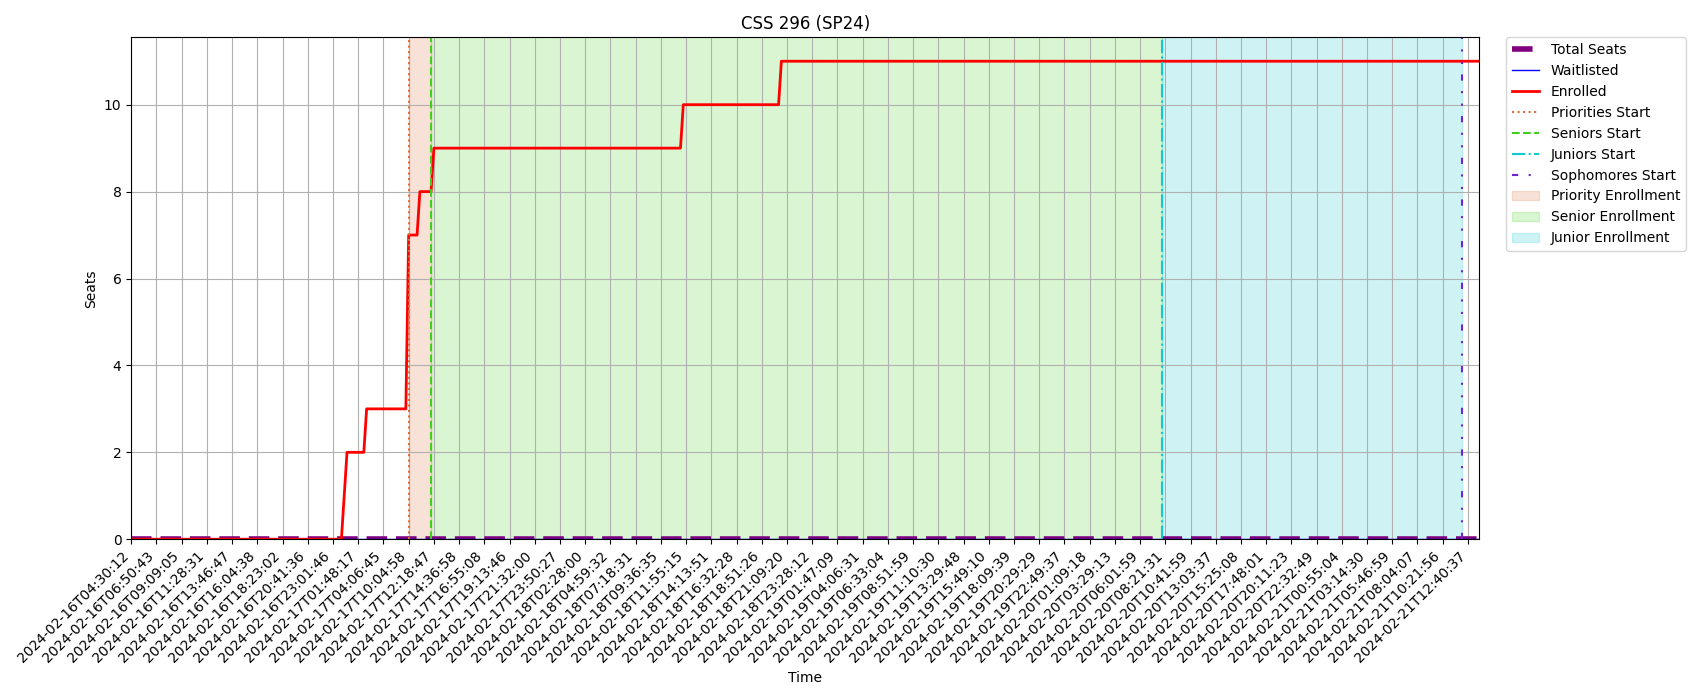 CSS 296 (SP24)
Seats
10
8
6
4
2
0
2024-02-16T04:30:12
2024-02-16T06:50:43
2024-02-16T09:09:05
2024-02-16T11:28:31
2024-02-16T13:46:47
2024-02-16T16:04:38
2024-02-16T18:23:02
2024-02-16T20:41:36
2024-02-16T23:01:46
2024-02-17T01:48:17
2024-02-17T04:06:45
2024-02-17T10:04:58
2024-02-17T12:18:47
2024-02-17T14:36:58
2024-02-17T16:55:08
2024-02-17T19:13:46
2024-02-17T21:32:00
2024-02-17T23:50:27
2024-02-18T02:28:00
2024-02-18T04:59:32
2024-02-18T07:18:31
2024-02-18T09:36:35
2024-02-18T11:55:15
2024-02-18T14:13:51
2024-02-18T16:32:28
2024-02-18T18:51:26
2024-02-18T21:09:20
2024-02-18T23:28:12
2024-02-19T01:47:09
2024-02-19T04:06:31
2024-02-19T06:33:04
2024-02-19T08:51:59
2024-02-19T11:10:30
2024-02-19T13:29:48
2024-02-19T15:49:10
2024-02-19T18:09:39
2024-02-19T20:29:29
2024-02-19T22:49:37
2024-02-20T01:09:18
2024-02-20T03:29:13
2024-02-20T06:01:59
2024-02-20T08:21:31
2024-02-20T10:41:59
2024-02-20T13:03:37
2024-02-20T15:25:08
2024-02-20T17:48:01
2024-02-20T20:11:23
2024-02-20T22:32:49
2024-02-21T00:55:04
2024-02-21T03:14:30
2024-02-21T05:46:59
2024-02-21T08:04:07
2024-02-21T10:21:56
2024-02-21T12:40:37
Time
Total Seats
Waitlisted
Enrolled
Priorities Start
Seniors Start
Juniors Start
Sophomores Start
Priority Enrollment
Senior Enrollment
Junior Enrollment